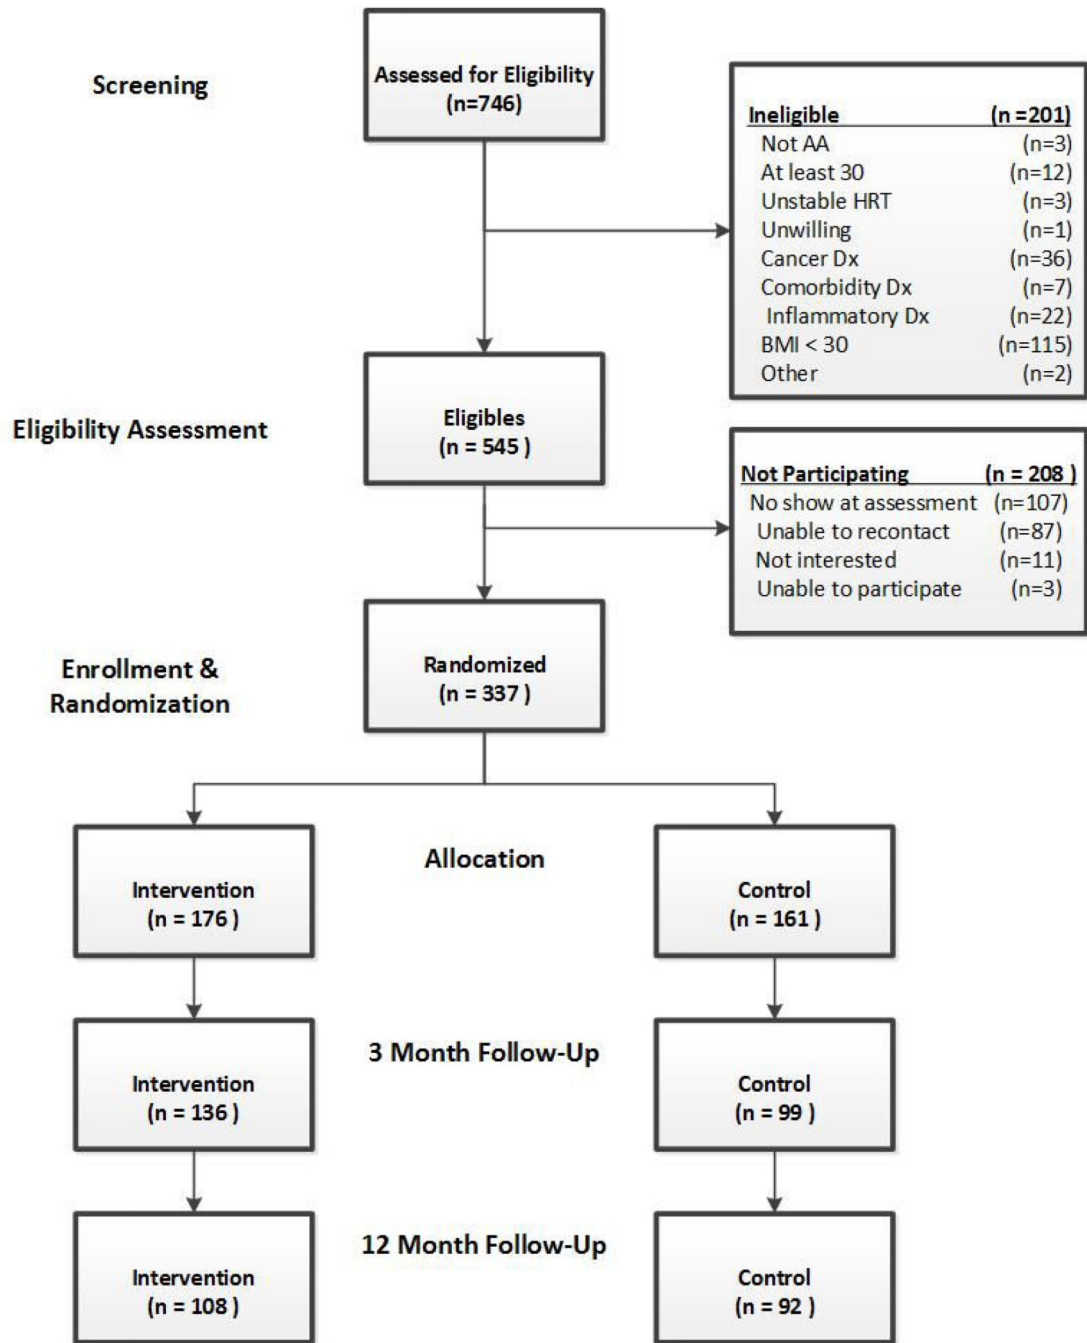 Screening
Assessed for Eligibility
(n=746)
Ineligible (n =201)
Not AA (n=3)
At least 30 (n=12)
Unstable HRT (n=3)
Unwilling (n=1)
Cancer Dx (n=36)
Comorbidity Dx (n=7)
Inflammatory Dx (n=22)
BMI < 30 (n=115)
Other (n=2)
Eligibility Assessment
Eligibles
(n = 545 )
Not Participating (n = 208 )
No show at assessment (n=107)
Unable to recontact (n=87)
Not interested (n=11)
Unable to participate (n=3)
Enrollment &
Randomization
Randomized
(n = 337 )
Allocation
Intervention
(n = 176 )
Control
(n = 161 )
3 Month Follow-Up
Intervention
(n = 136 )
Control
(n = 99 )
12 Month Follow-Up
Intervention
(n = 108 )
Control
(n = 92 )